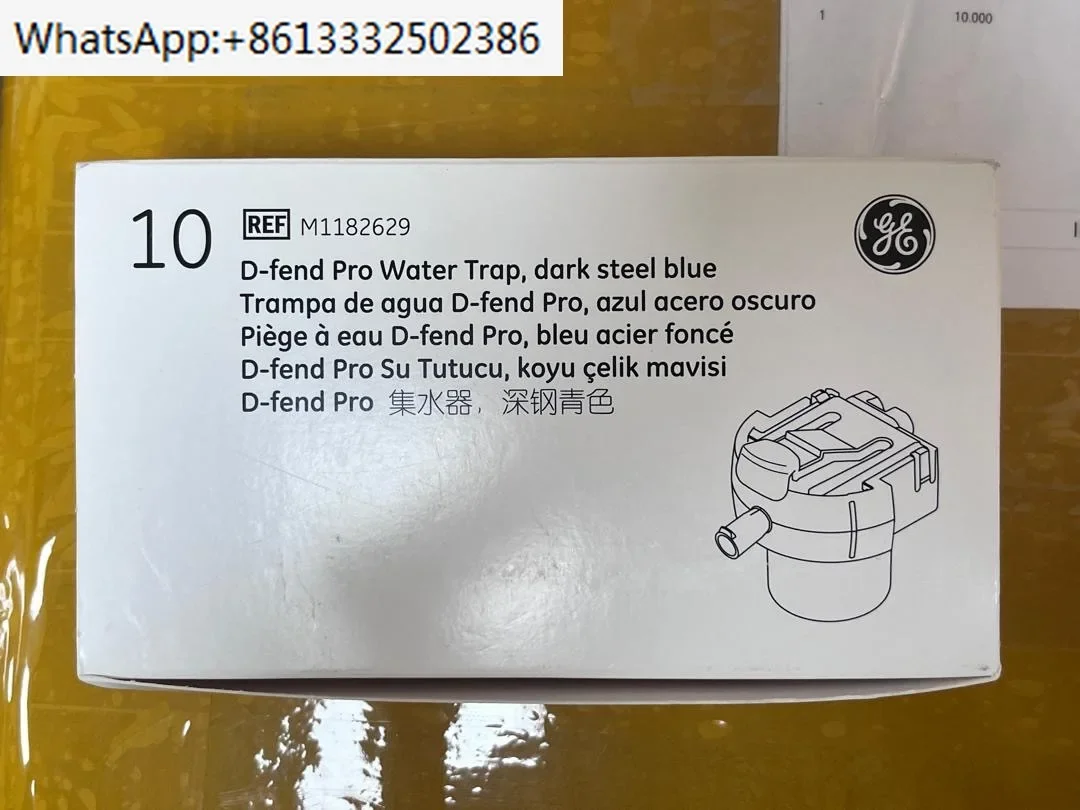 WhatsApp:+8613332502386
1 10.000
10
REF M1182629
GE
D-fend Pro Water Trap, dark steel blue
Trampa de agua D-fend Pro, azul acero oscuro
Piège à eau D-fend Pro, bleu acier foncé
D-fend Pro Su Tutucu, koyu çelik mavisi
D-fend Pro 集水器，深钢青色